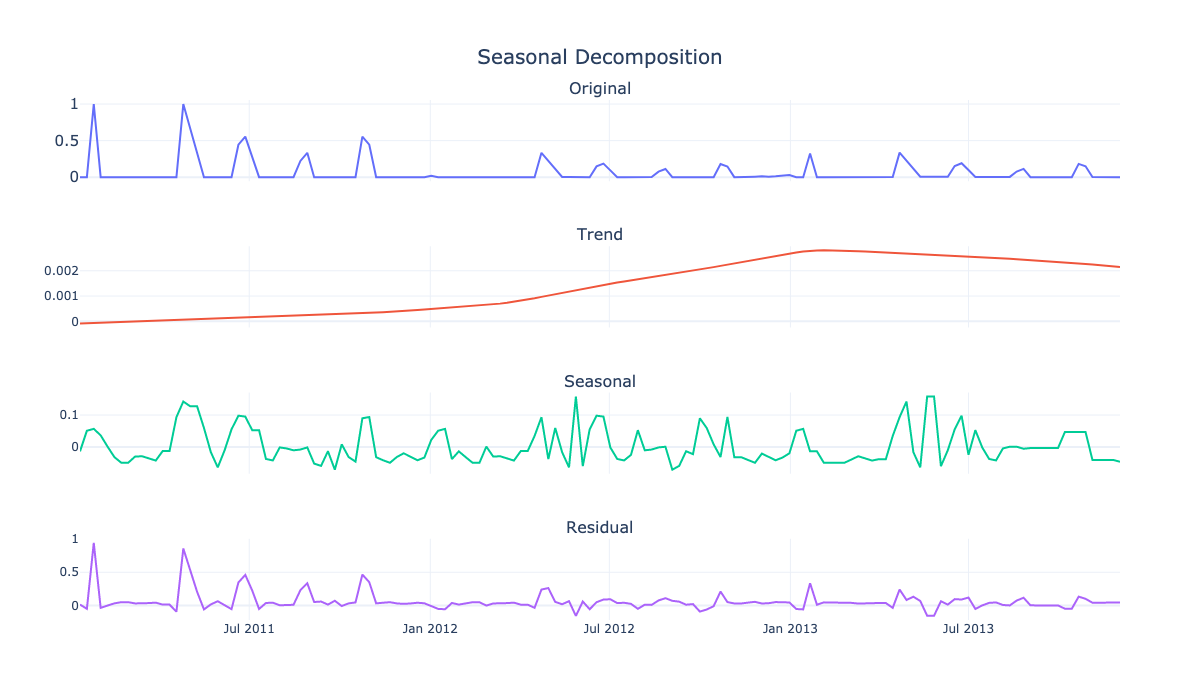 Seasonal Decomposition
Original
1
0.5
0
Trend
0.002
0.001
0
Seasonal
0.1
0
Residual
1
0.5
0
Jul 2011 Jan 2012 Jul 2012 Jan 2013 Jul 2013